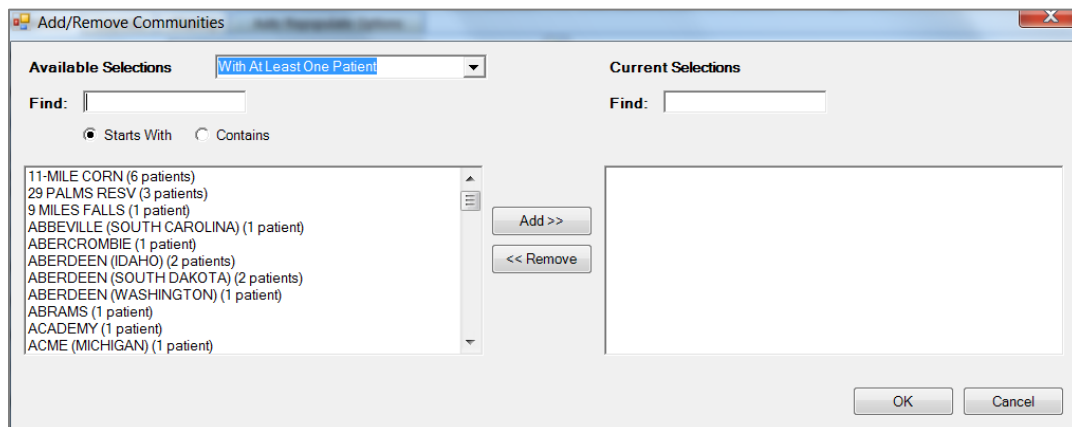 Add/Remove Communities
Available Selections
With At Least One Patient
Current Selections
Find:
Find:
Starts With
Contains
11-MILE CORN (6 patients)
29 PALMS RESV (3 patients)
9 MILES FALLS (1 patient)
ABBEVILLE (SOUTH CAROLINA) (1 patient)
ABERCROMBIE (1 patient)
ABERDEEN (IDAHO) (2 patients)
ABERDEEN (SOUTH DAKOTA) (2 patients)
ABERDEEN (WASHINGTON) (1 patient)
ABRAMS (1 patient)
ACADEMY (1 patient)
ACME (MICHIGAN) (1 patient)
Add >>
<< Remove
OK
Cancel